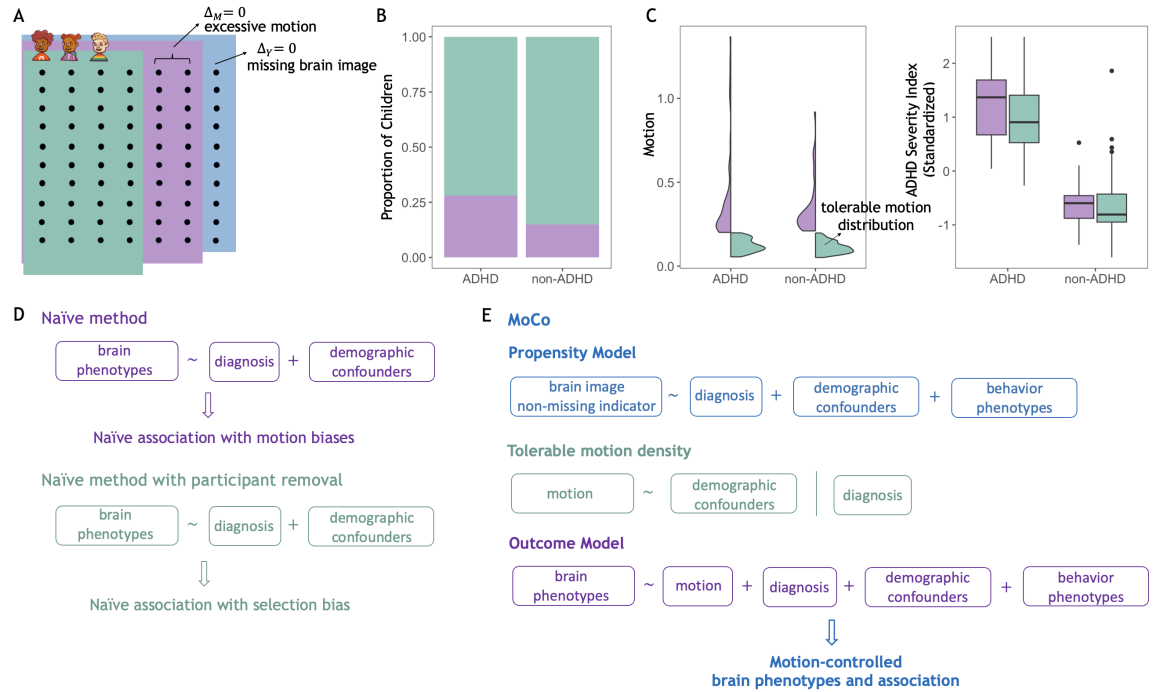 A
Δ_M = 0
excessive motion
Δ_Y = 0
missing brain image
B
Proportion of Children
1.00
0.75
0.50
0.25
0.00
ADHD
non-ADHD
C
Motion
1.0
0.5
0.0
tolerable motion
distribution
ADHD
non-ADHD
ADHD Severity Index
(Standardized)
2
1
0
-1
ADHD
non-ADHD
D
Naïve method
brain
phenotypes
~
diagnosis
+
demographic
confounders
Naïve association with motion biases
Naïve method with participant removal
brain
phenotypes
~
diagnosis
+
demographic
confounders
Naïve association with selection bias
E
MoCo
Propensity Model
brain image
non-missing indicator
~
diagnosis
+
demographic
confounders
+
behavior
phenotypes
Tolerable motion density
motion
~
demographic
confounders
|
diagnosis
Outcome Model
brain
phenotypes
~
motion
+
diagnosis
+
demographic
confounders
+
behavior
phenotypes
Motion-controlled
brain phenotypes and association